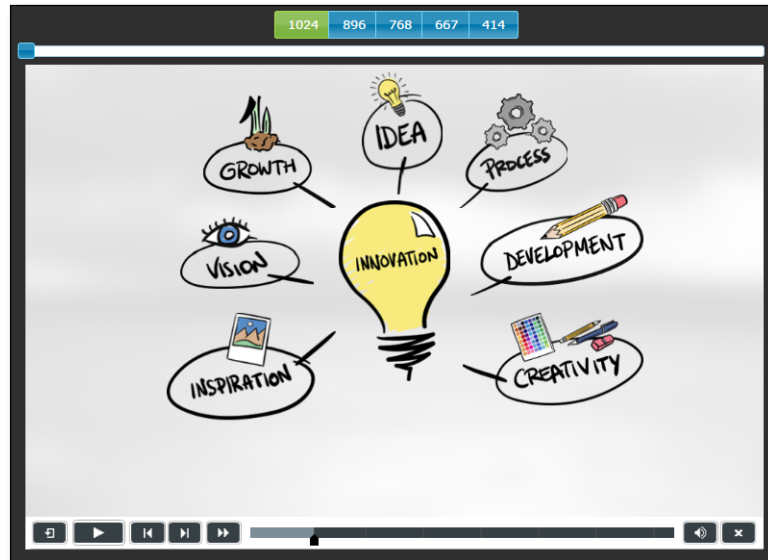 1024 896 768 667 414
IDEA
GROWTH
PROCESS
INNOVATION
VISION
DEVELOPMENT
INSPIRATION
CREATIVITY